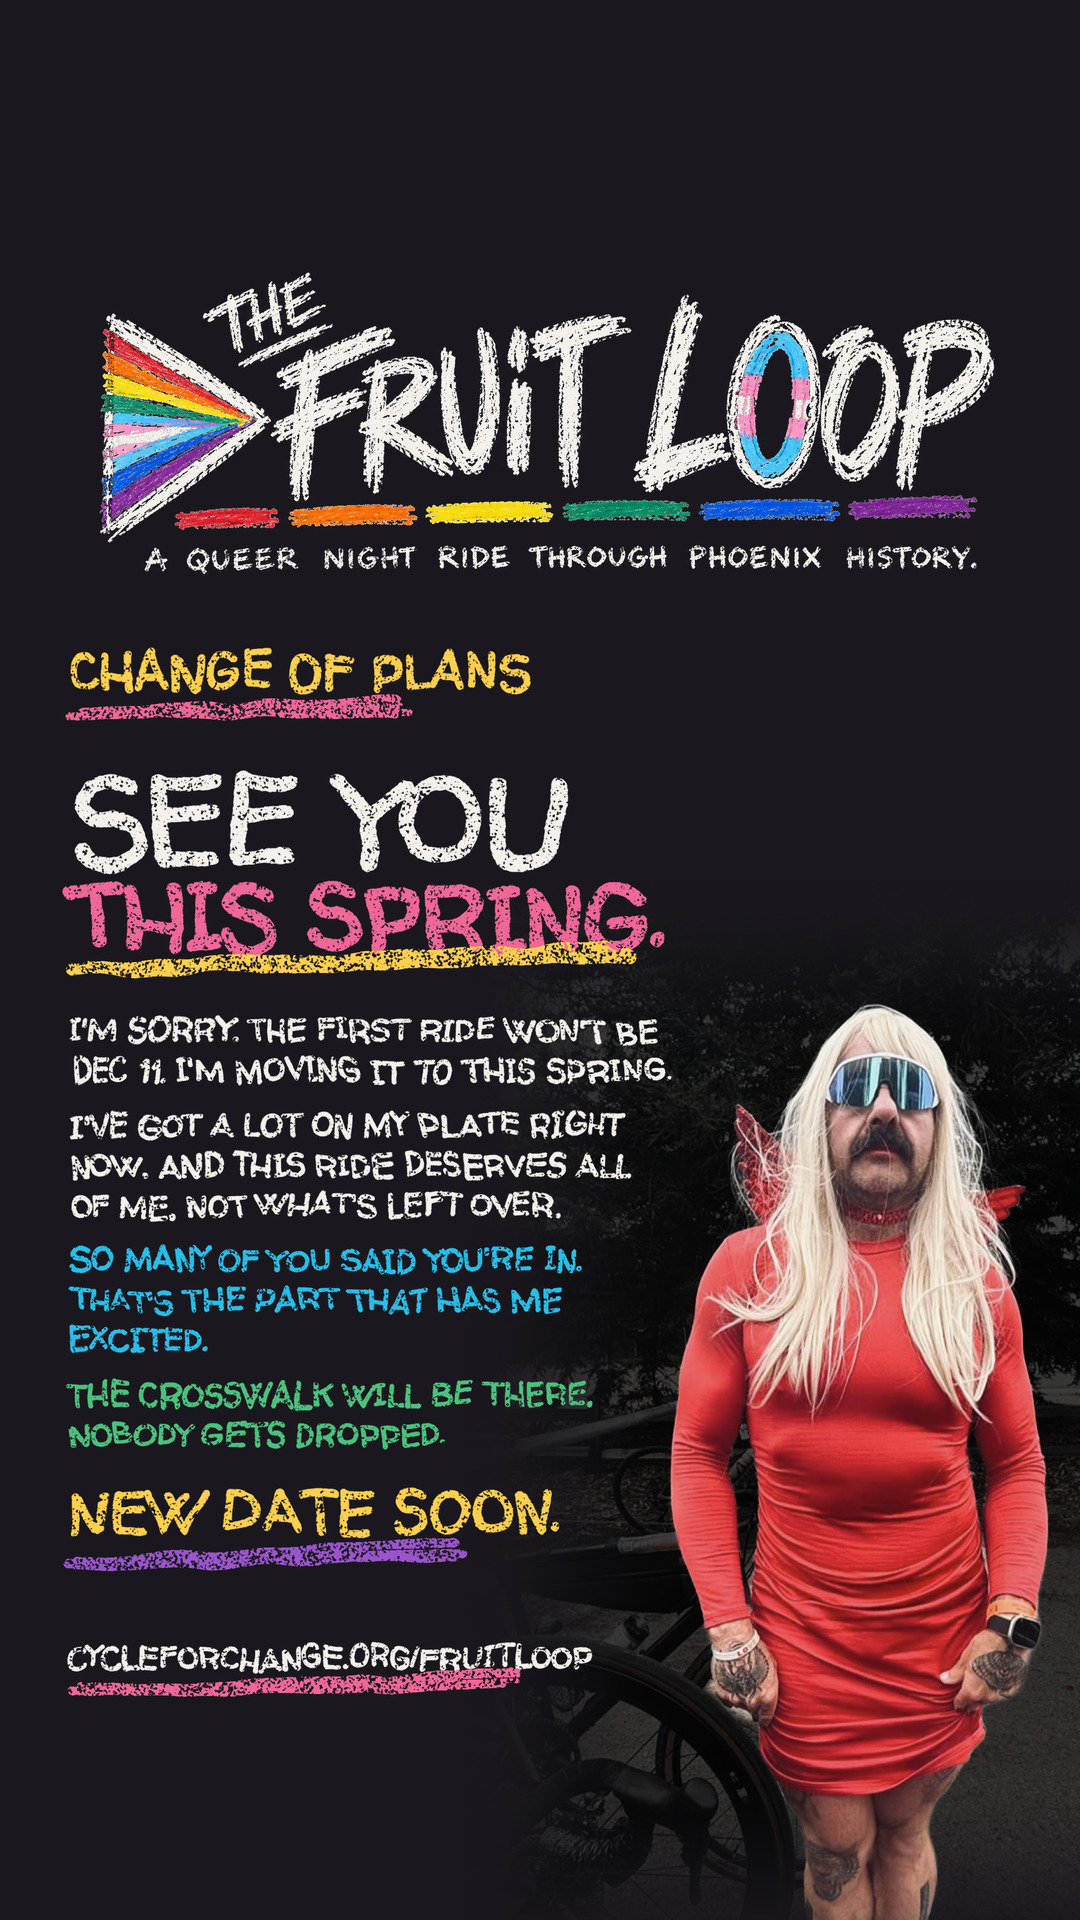 THE
FRUiT LOOP
A QUEER NIGHT RIDE THROUGH PHOENIX HISTORY.
CHANGE OF PLANS
SEE YOU
THIS SPRING.
I'M SORRY. THE FIRST RIDE WON'T BE
DEC 11. I'M MOVING IT TO THIS SPRING.
I'VE GOT A LOT ON MY PLATE RIGHT
NOW. AND THIS RIDE DESERVES ALL
OF ME. NOT WHAT'S LEFT OVER.
SO MANY OF YOU SAID YOU'RE IN.
THAT'S THE PART THAT HAS ME
EXCITED.
THE CROSSWALK WILL BE THERE.
NOBODY GETS DROPPED.
NEW DATE SOON.
CYCLEFORCHANGE.ORG/FRUITLOOP